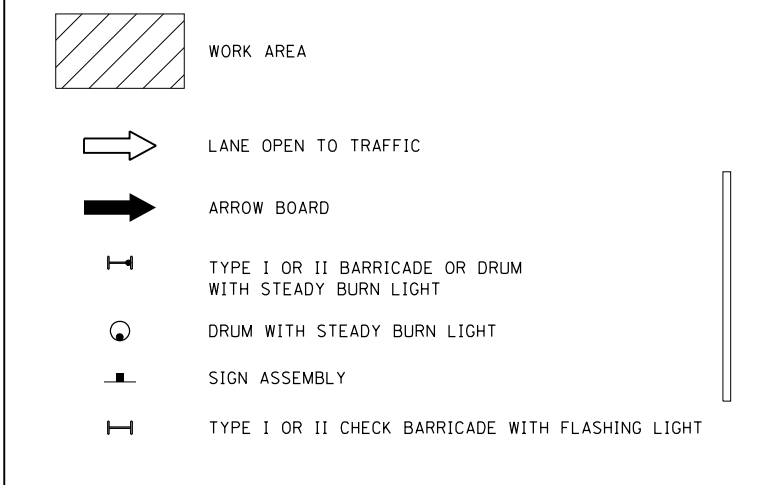 WORK AREA
LANE OPEN TO TRAFFIC
ARROW BOARD
TYPE I OR II BARRICADE OR DRUM
WITH STEADY BURN LIGHT
DRUM WITH STEADY BURN LIGHT
SIGN ASSEMBLY
TYPE I OR II CHECK BARRICADE WITH FLASHING LIGHT